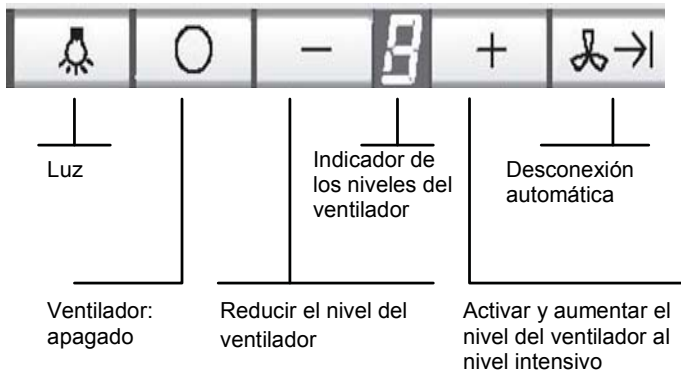 Luz
Indicador de
los niveles del
ventilador
Desconexión
automática
Ventilador:
apagado
Reducir el nivel del
ventilador
Activar y aumentar el
nivel del ventilador al
nivel intensivo